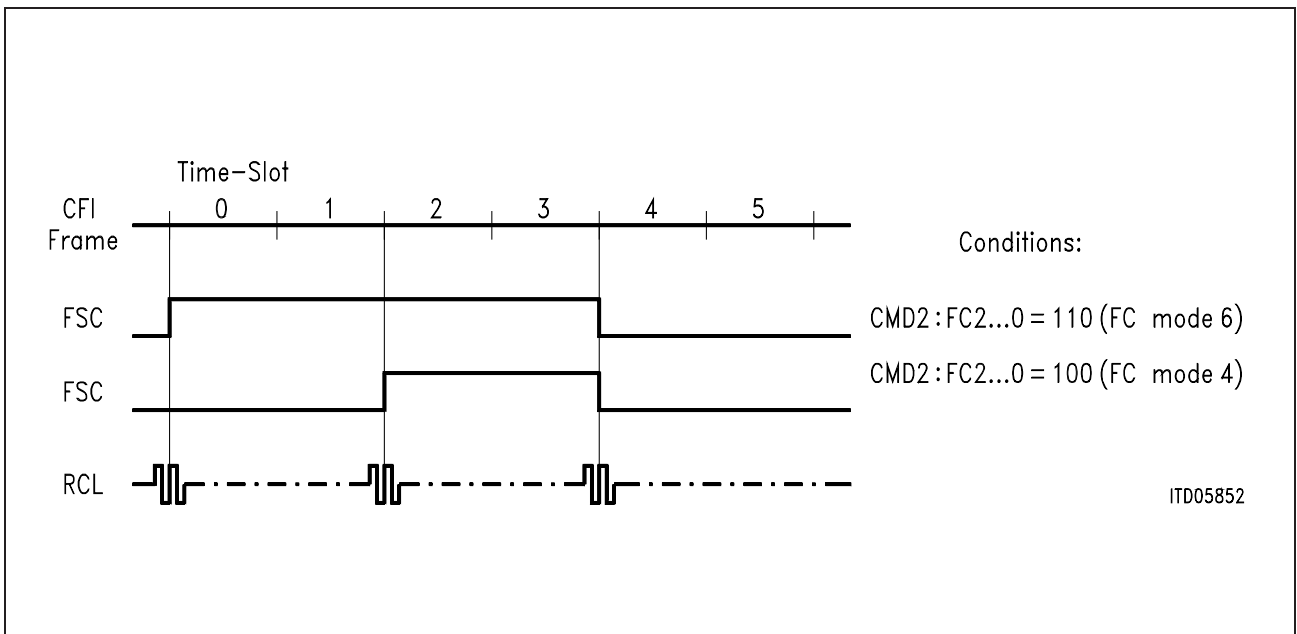 Time-Slot
CFI 0 1 2 3 4 5
Frame
Conditions:
FSC CMD2:FC2...0 = 110 (FC mode 6)
FSC CMD2:FC2...0 = 100 (FC mode 4)
RCL
ITD05852